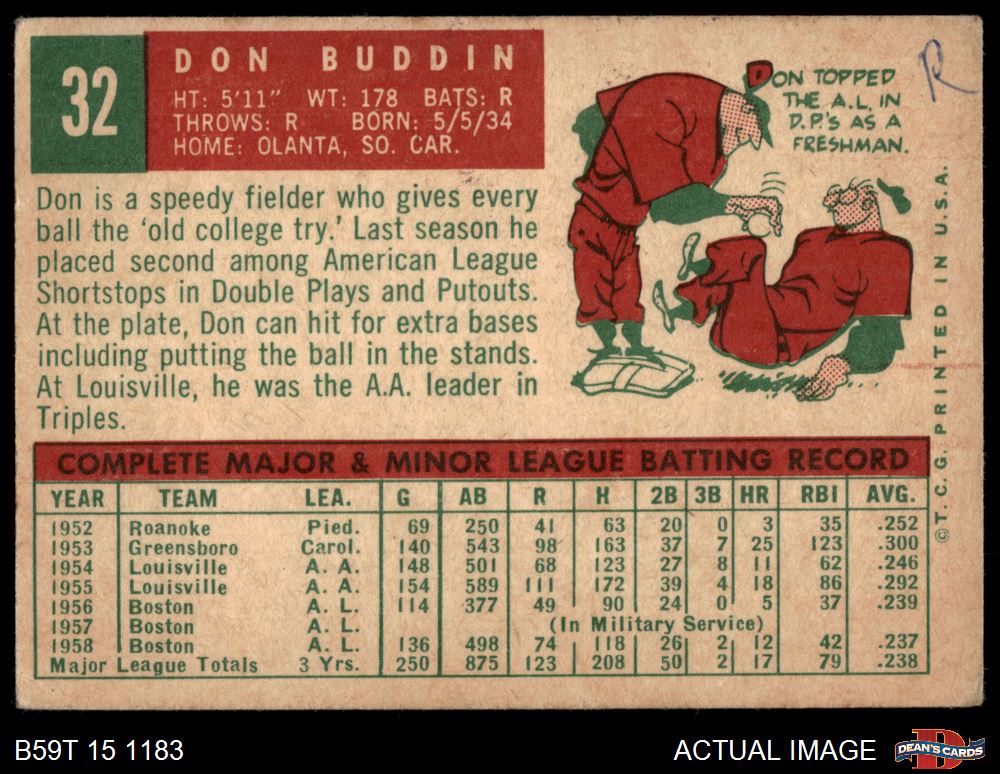 32
DON BUDDIN
HT: 5'11" WT: 178 BATS: R
THROWS: R BORN: 5/5/34
HOME: OLANTA, SO. CAR.
DON TOPPED
THE A.L. IN
D.P.'S AS A
FRESHMAN.
R
Don is a speedy fielder who gives every
ball the 'old college try.' Last season he
placed second among American League
Shortstops in Double Plays and Putouts.
At the plate, Don can hit for extra bases
including putting the ball in the stands.
At Louisville, he was the A.A. leader in
Triples.
© T. C. G. PRINTED IN U.S.A.
COMPLETE MAJOR & MINOR LEAGUE BATTING RECORD
YEAR TEAM LEA. G AB R H 2B 3B HR RBI AVG.
1952 Roanoke Pied. 69 250 41 63 20 0 3 35 .252
1953 Greensboro Carol. 140 543 98 163 37 7 25 123 .300
1954 Louisville A. A. 148 501 68 123 27 8 11 62 .246
1955 Louisville A. A. 154 589 111 172 39 4 18 86 .292
1956 Boston A. L. 114 377 49 90 24 0 5 37 .239
1957 Boston A. L. (In Military Service)
1958 Boston A. L. 136 498 74 118 26 2 12 42 .237
Major League Totals 3 Yrs. 250 875 123 208 50 2 17 79 .238
B59T 15 1183
ACTUAL IMAGE
DEAN'S CARDS